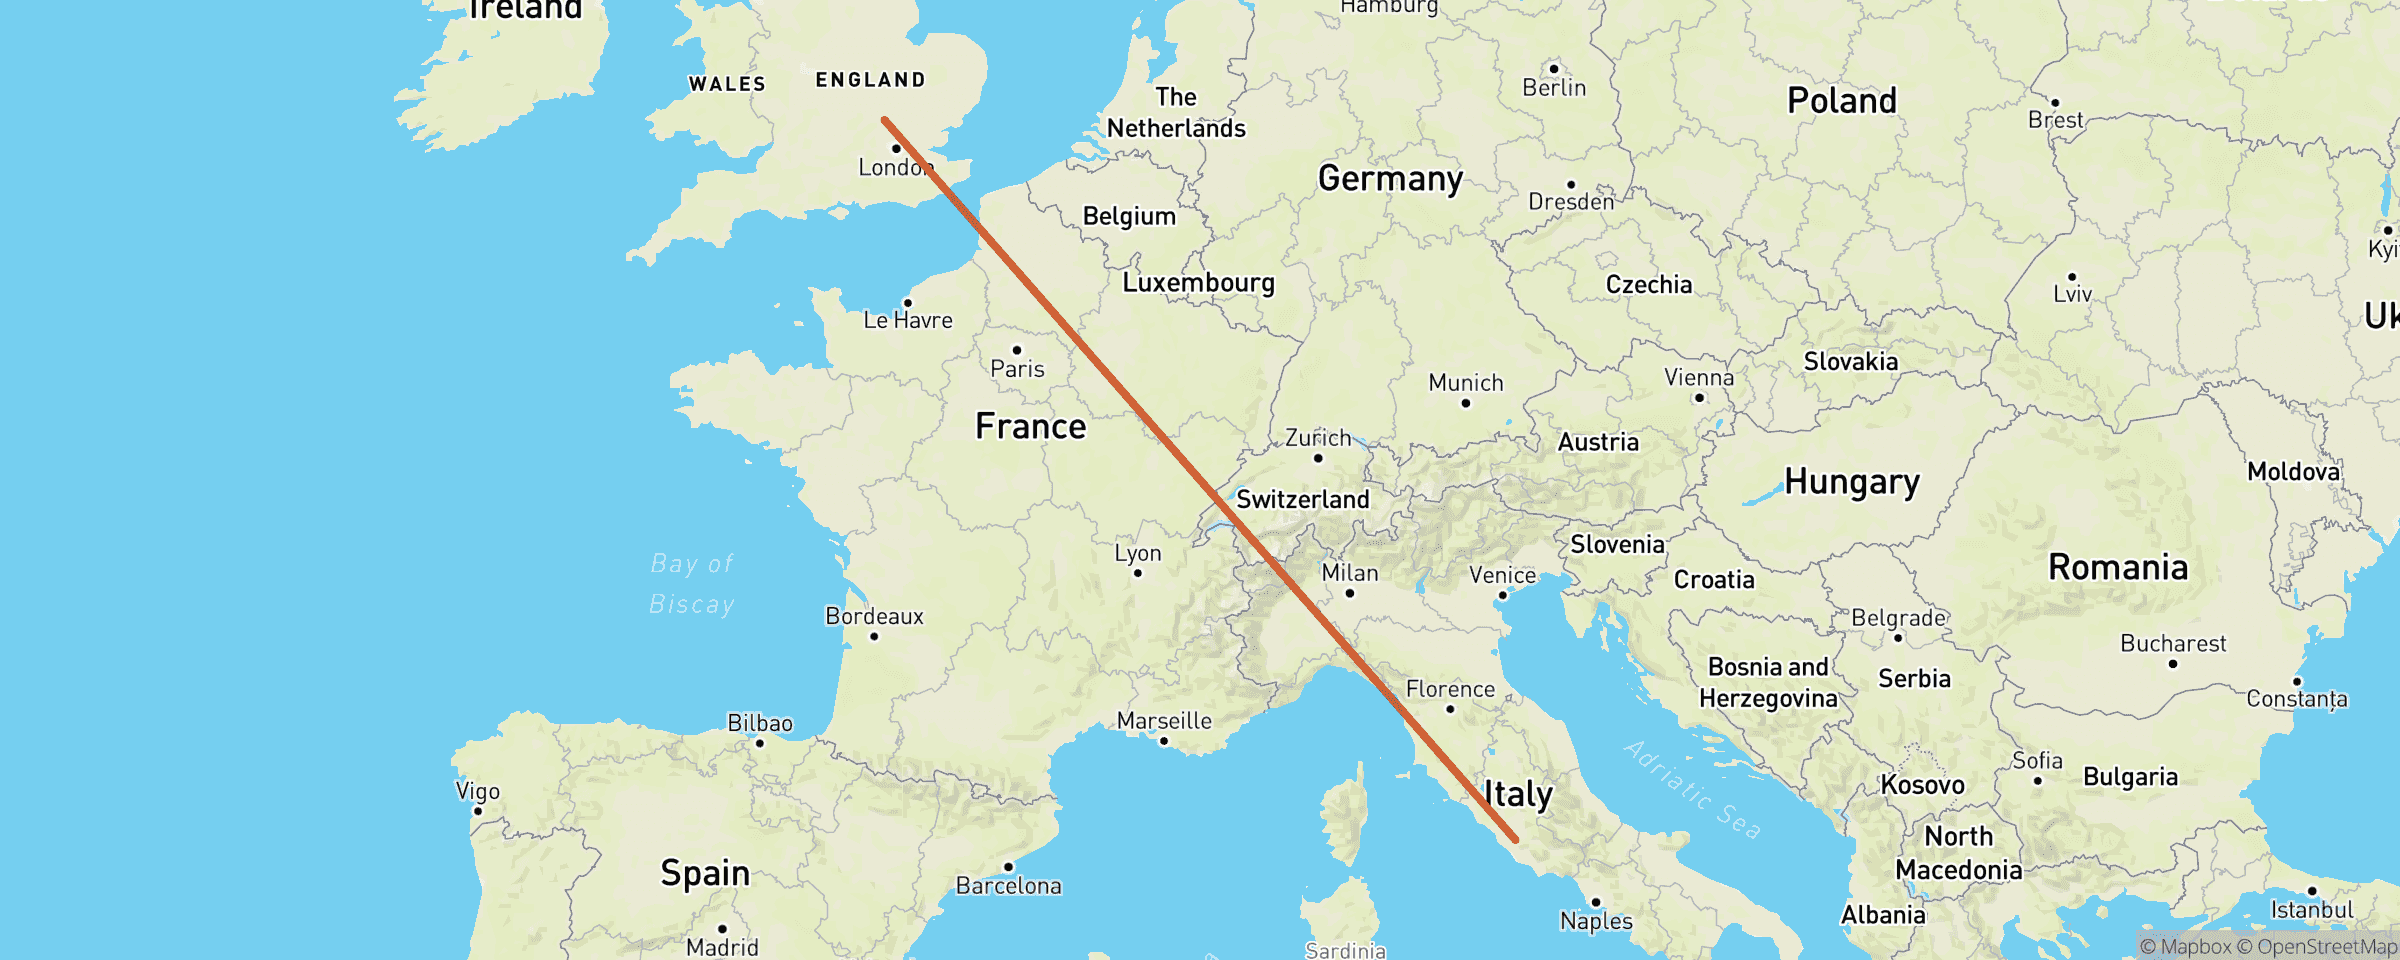 Ireland
Hamburg
WALES
ENGLAND
The
Netherlands
Berlin
Poland
Brest
London
Belgium
Germany
Dresden
Luxembourg
Czechia
Lviv
Le Havre
Paris
France
Munich
Vienna
Slovakia
Zurich
Austria
Switzerland
Hungary
Moldova
Bay of
Biscay
Lyon
Milan
Venice
Slovenia
Croatia
Romania
Bordeaux
Belgrade
Bucharest
Bosnia and
Herzegovina
Serbia
Constanța
Florence
Marseille
Bilbao
Vigo
Italy
Adriatic Sea
Kosovo
Sofia
Bulgaria
North
Macedonia
Spain
Barcelona
Madrid
Naples
Sardinia
Albania
Istanbul
© Mapbox © OpenStreetMap